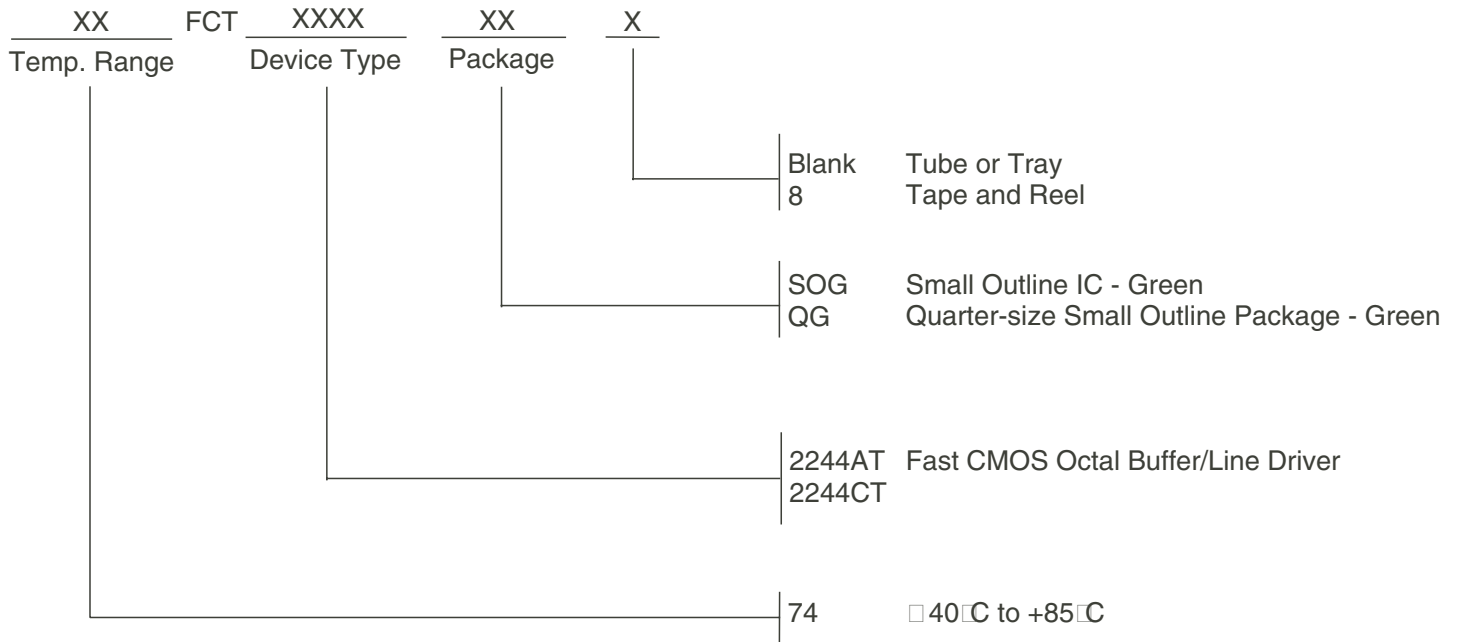 XX FCT XXXX XX X
Temp. Range Device Type Package
Blank Tube or Tray
8 Tape and Reel
SOG Small Outline IC - Green
QG Quarter-size Small Outline Package - Green
2244AT Fast CMOS Octal Buffer/Line Driver
2244CT
74 □40□C to +85□C